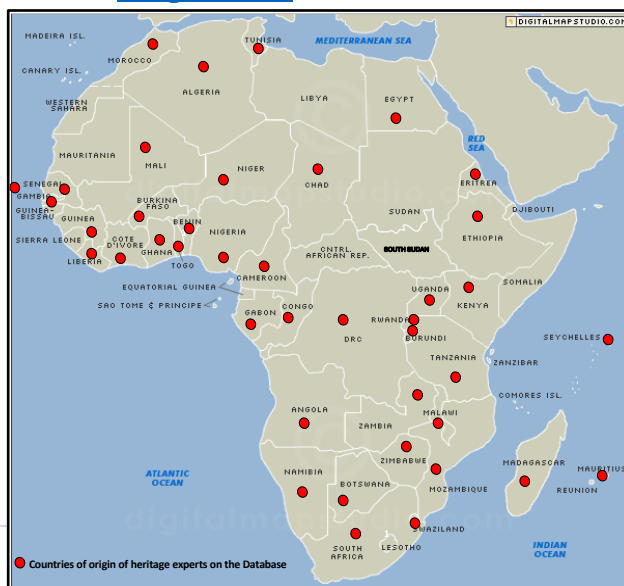 DIGITALMAPSTUDIO.COM
MADEIRA ISL.
MEDITERRANEAN SEA
TUNISIA
MOROCCO
CANARY ISL.
ALGERIA
LIBYA
EGYPT
WESTERN
SAHARA
RED
SEA
MAURITANIA
MALI
NIGER
CHAD
ERITREA
SENEGAL
GAMBIA
GUINEA-
BISSAU
BURKINA
FASO
SUDAN
DJIBOUTI
GUINEA
BENIN
NIGERIA
SIERRA LEONE
COTE
D'IVORE
GHANA
ETHIOPIA
CNTRL.
AFRICAN REP.
SOUTH SUDAN
LIBERIA
TOGO
CAMEROON
SOMALIA
EQUATORIAL GUINEA
UGANDA
KENYA
SAO TOME & PRINCIPE
GABON
CONGO
RWANDA
DRC
BURUNDI
SEYCHELLES
TANZANIA
ZANZIBAR
COMORES ISL.
ANGOLA
ZAMBIA
MALAWI
ZIMBABWE
MADAGASCAR
MAURITIUS
ATLANTIC
OCEAN
NAMIBIA
BOTSWANA
MOZAMBIQUE
REUNION
digitalmapstudio.com
SWAZILAND
SOUTH
AFRICA
LESOTHO
INDIAN
OCEAN
Countries of origin of heritage experts on the Database